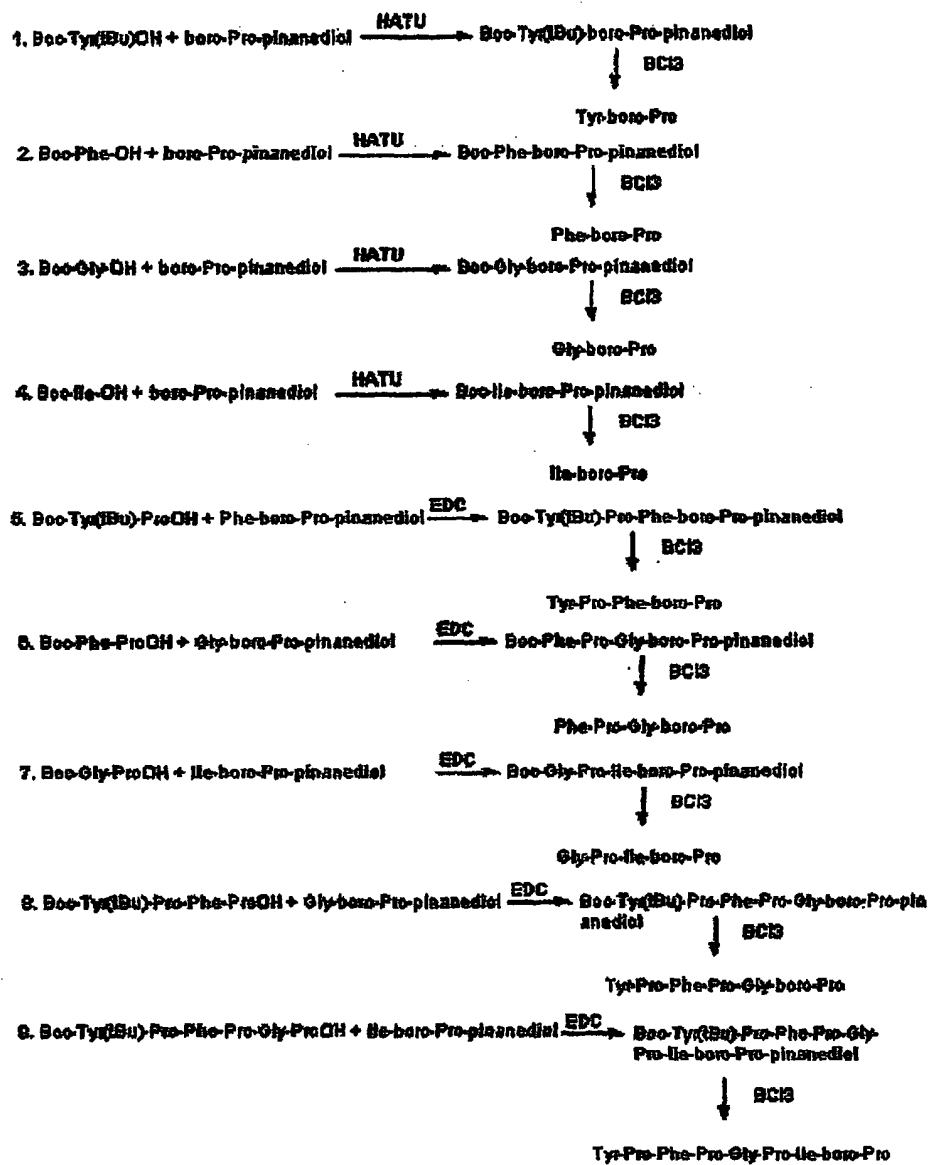 HATU
1. Boc-Tyr(tBu)OH + boro-Pro-pinanediol Boc-Tyr(tBu)-boro-Pro-pinanediol
BCl3
Tyr-boro-Pro
HATU
2. Boc-Phe-OH + boro-Pro-pinanediol Boc-Phe-boro-Pro-pinanediol
BCl3
Phe-boro-Pro
HATU
3. Boc-Gly-OH + boro-Pro-pinanediol Boc-Gly-boro-Pro-pinanediol
BCl3
Gly-boro-Pro
HATU
4. Boc-Ile-OH + boro-Pro-pinanediol Boc-Ile-boro-Pro-pinanediol
BCl3
Ile-boro-Pro
EDC
5. Boc-Tyr(tBu)-ProOH + Phe-boro-Pro-pinanediol Boc-Tyr(tBu)-Pro-Phe-boro-Pro-pinanediol
BCl3
Tyr-Pro-Phe-boro-Pro
EDC
6. Boc-Phe-ProOH + Gly-boro-Pro-pinanediol Boc-Phe-Pro-Gly-boro-Pro-pinanediol
BCl3
Phe-Pro-Gly-boro-Pro
EDC
7. Boc-Gly-ProOH + Ile-boro-Pro-pinanediol Boc-Gly-Pro-Ile-boro-Pro-pinanediol
BCl3
Gly-Pro-Ile-boro-Pro
EDC
8. Boc-Tyr(tBu)-Pro-Phe-ProOH + Gly-boro-Pro-pinanediol Boc-Tyr(tBu)-Pro-Phe-Pro-Gly-boro-Pro-pin
anediol
BCl3
Tyr-Pro-Phe-Pro-Gly-boro-Pro
EDC
9. Boc-Tyr(tBu)-Pro-Phe-Pro-Gly-ProOH + Ile-boro-Pro-pinanediol Boc-Tyr(tBu)-Pro-Phe-Pro-Gly-
Pro-Ile-boro-Pro-pinanediol
BCl3
Tyr-Pro-Phe-Pro-Gly-Pro-Ile-boro-Pro